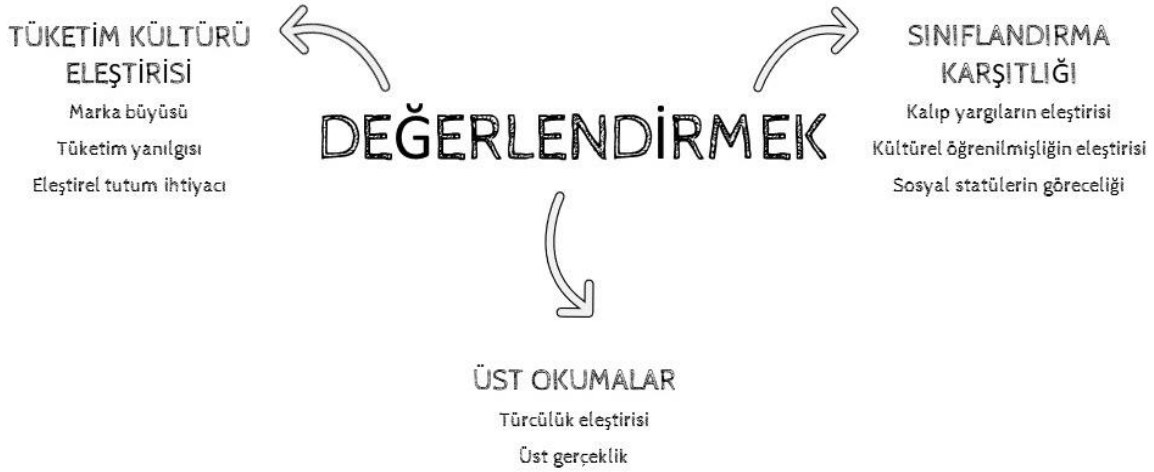 DEĞERLENDİRMEK
TÜKETİM KÜLTÜRÜ
ELEŞTİRİSİ
Marka büyüsü
Tüketim yanılgısı
Eleştirel tutum ihtiyacı
SINIFLANDIRMA
KARŞITLIĞI
Kalıp yargıların eleştirisi
Kültürel öğrenilmişliğin eleştirisi
Sosyal statülerin göreceliği
ÜST OKUMALAR
Türcülük eleştirisi
Üst gerçeklik